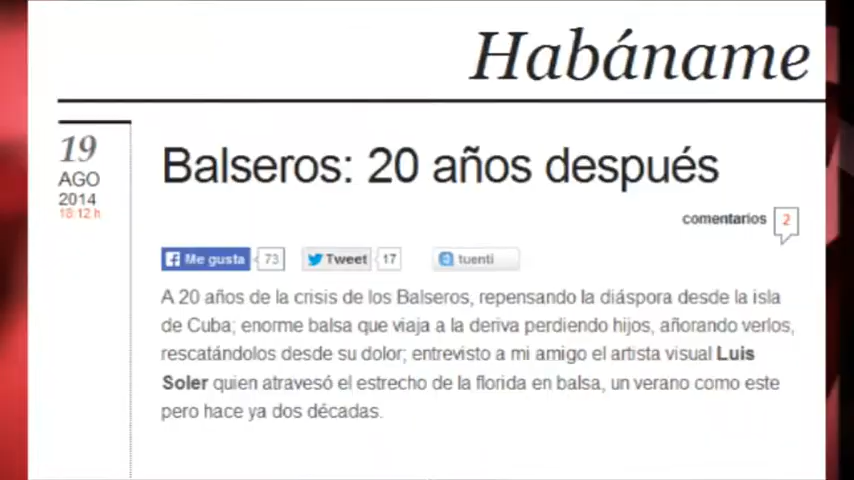 Habáname
19
AGO
2014
18:12 h
Balseros: 20 años después
comentarios 2
Me gusta 73 Tweet 17 tuenti
A 20 años de la crisis de los Balseros, repensando la diáspora desde la isla
de Cuba; enorme balsa que viaja a la deriva perdiendo hijos, añorando verlos,
rescatándolos desde su dolor; entrevisto a mi amigo el artista visual Luis
Soler quien atravesó el estrecho de la florida en balsa, un verano como este
pero hace ya dos décadas.